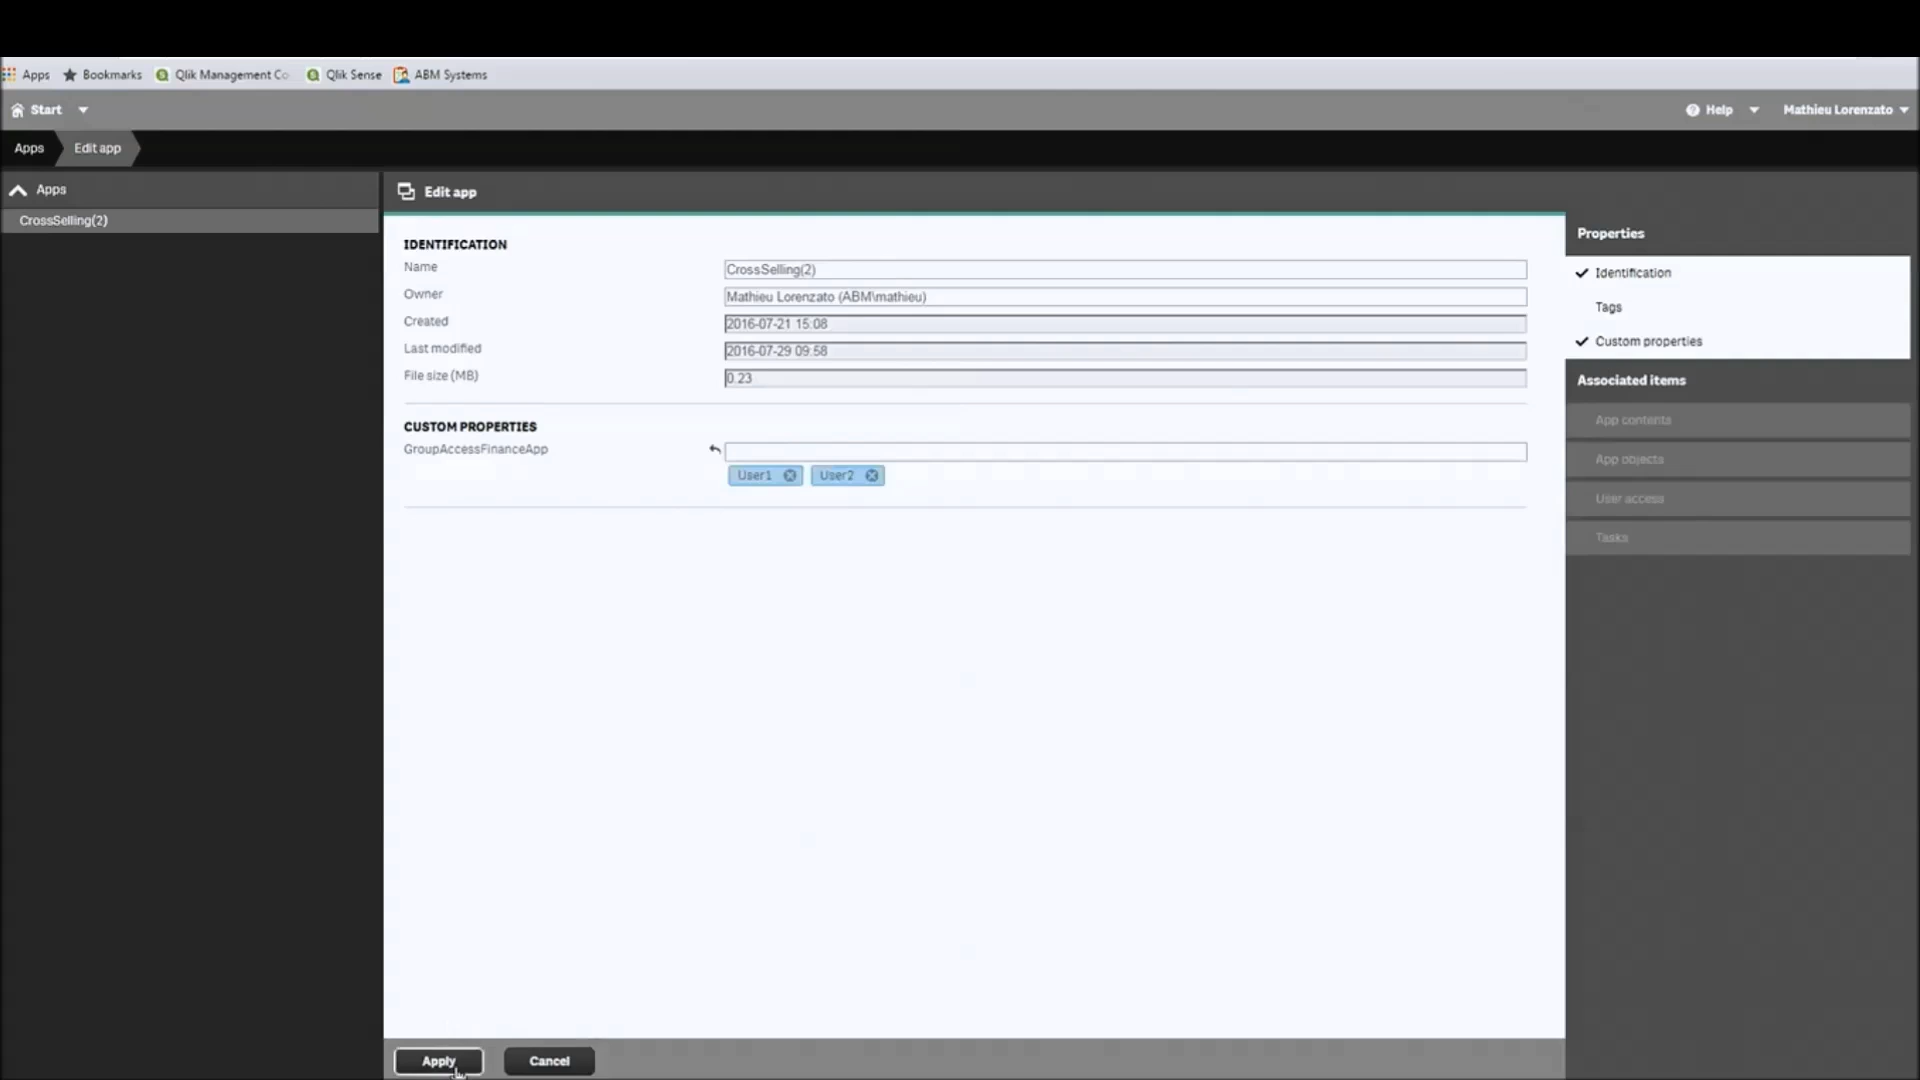 Apps Bookmarks Qlik Management Co Qlik Sense ABM Systems
Start Help Mathieu Lorenzato
Apps Edit app
Apps
CrossSelling(2)
Edit app
IDENTIFICATION
Name CrossSelling(2)
Owner Mathieu Lorenzato (ABM\mathieu)
Created 2016-07-21 15:08
Last modified 2016-07-29 09:58
File size (MB) 0.23
CUSTOM PROPERTIES
GroupAccessFinanceApp
User1 User2
Properties
Identification
Tags
Custom properties
Associated items
App contents
App objects
User access
Tasks
Apply Cancel